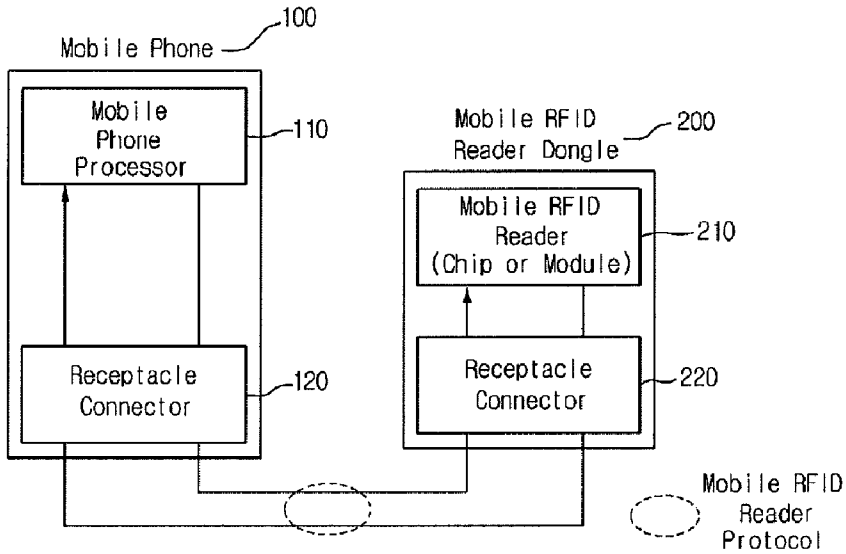 Mobile Phone
100
Mobile
Phone
Processor
110
Receptacle
Connector
120
Mobile RFID
Reader Dongle
200
Mobile RFID
Reader
(Chip or Module)
210
Receptacle
Connector
220
Mobile RFID
Reader
Protocol